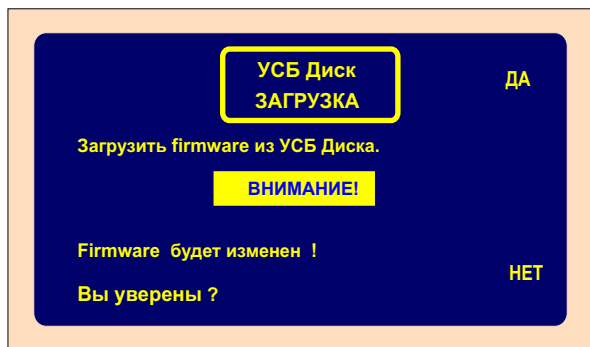 УСБ Диск
ЗАГРУЗКА
ДА
Загрузить firmware из УСБ Диска.
ВНИМАНИЕ!
Firmware будет изменен !
НЕТ
Вы уверены ?